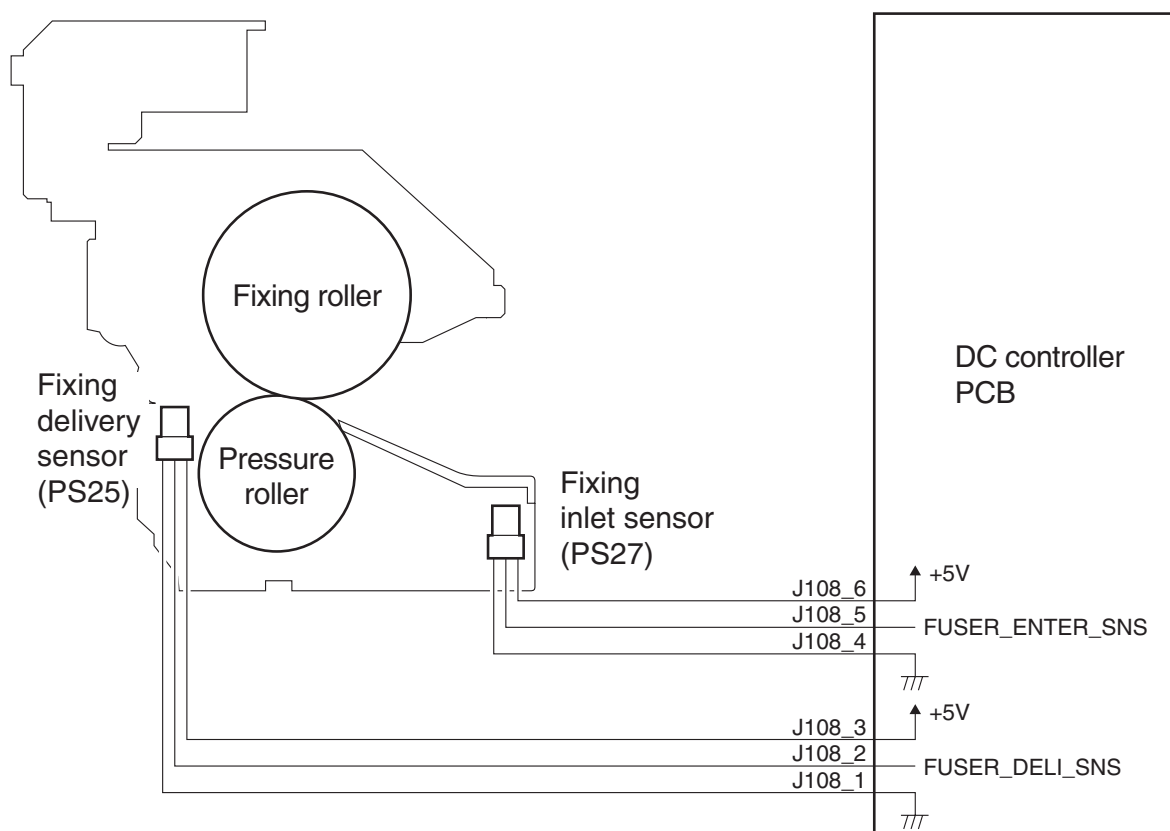 Fixing roller
DC controller
PCB
Fixing
delivery
sensor
(PS25)
Pressure
roller
Fixing
inlet sensor
(PS27)
J108_6
+5V
J108_5
FUSER_ENTER_SNS
J108_4
+5V
J108_3
J108_2
FUSER_DELI_SNS
J108_1